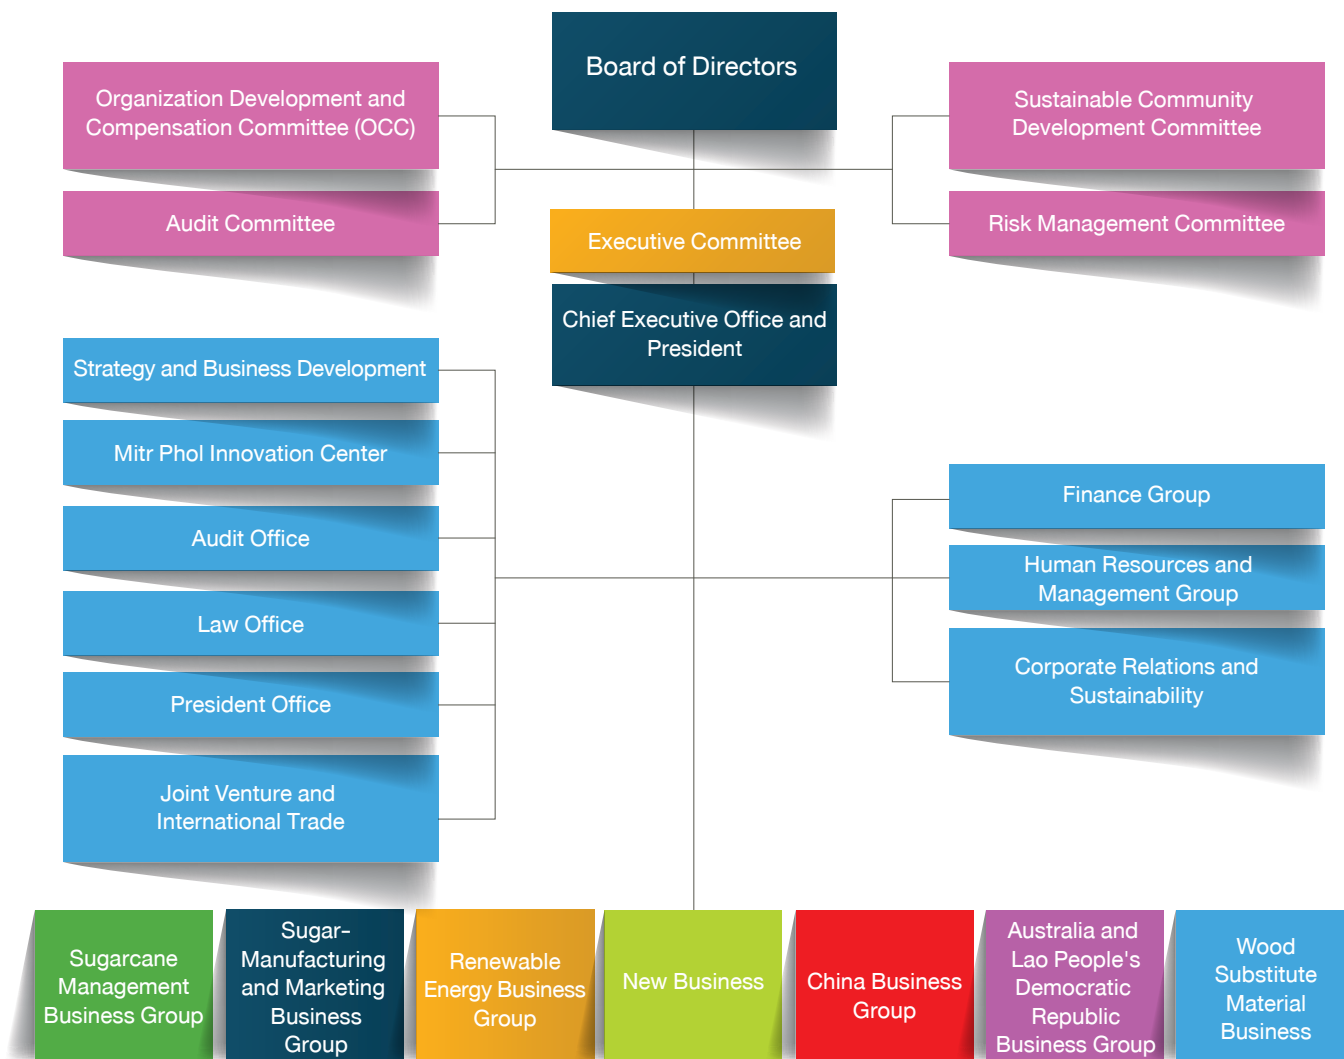 Board of Directors
Organization Development and
Compensation Committee (OCC)
Sustainable Community
Development Committee
Audit Committee
Risk Management Committee
Executive Committee
Chief Executive Office and
President
Strategy and Business Development
Mitr Phol Innovation Center
Audit Office
Law Office
President Office
Joint Venture and
International Trade
Finance Group
Human Resources and
Management Group
Corporate Relations and
Sustainability
Sugarcane
Management
Business Group
Sugar-
Manufacturing
and Marketing
Business
Group
Renewable
Energy Business
Group
New Business
China Business
Group
Australia and
Lao People's
Democratic
Republic
Business Group
Wood
Substitute
Material
Business